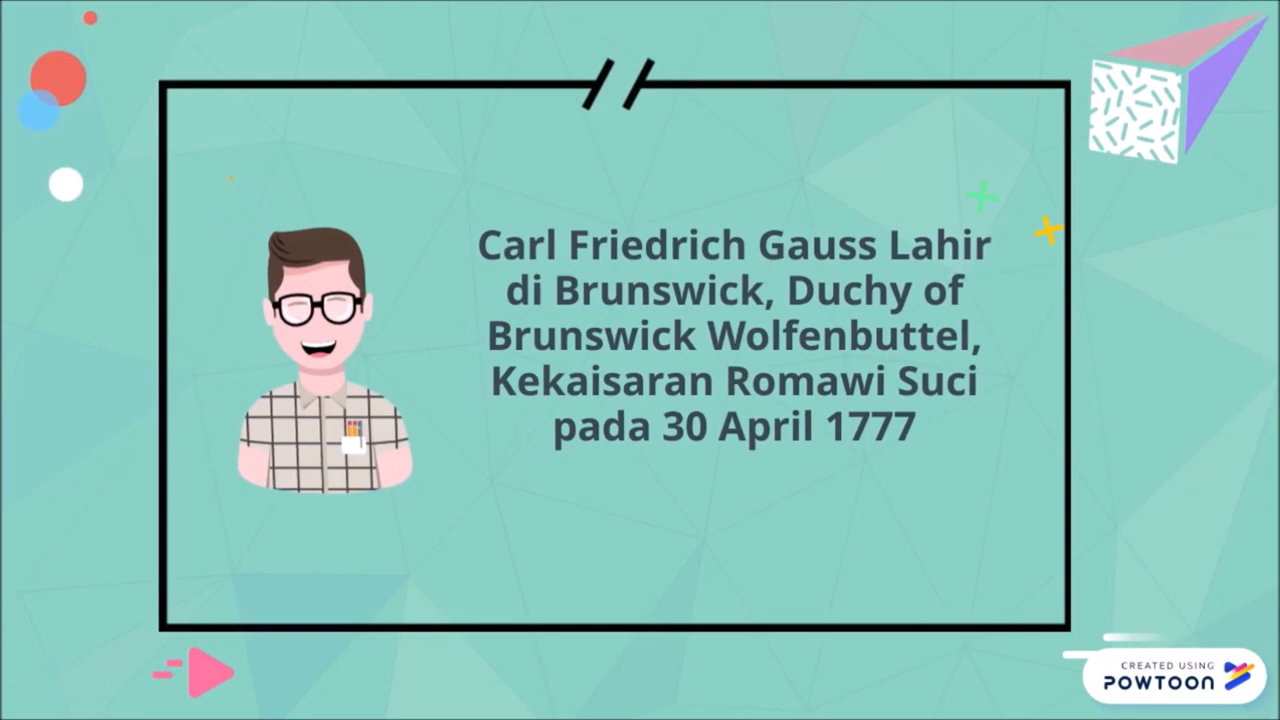 Carl Friedrich Gauss Lahir
di Brunswick, Duchy of
Brunswick Wolfenbuttel,
Kekaisaran Romawi Suci
pada 30 April 1777
CREATED USING
POWTOON